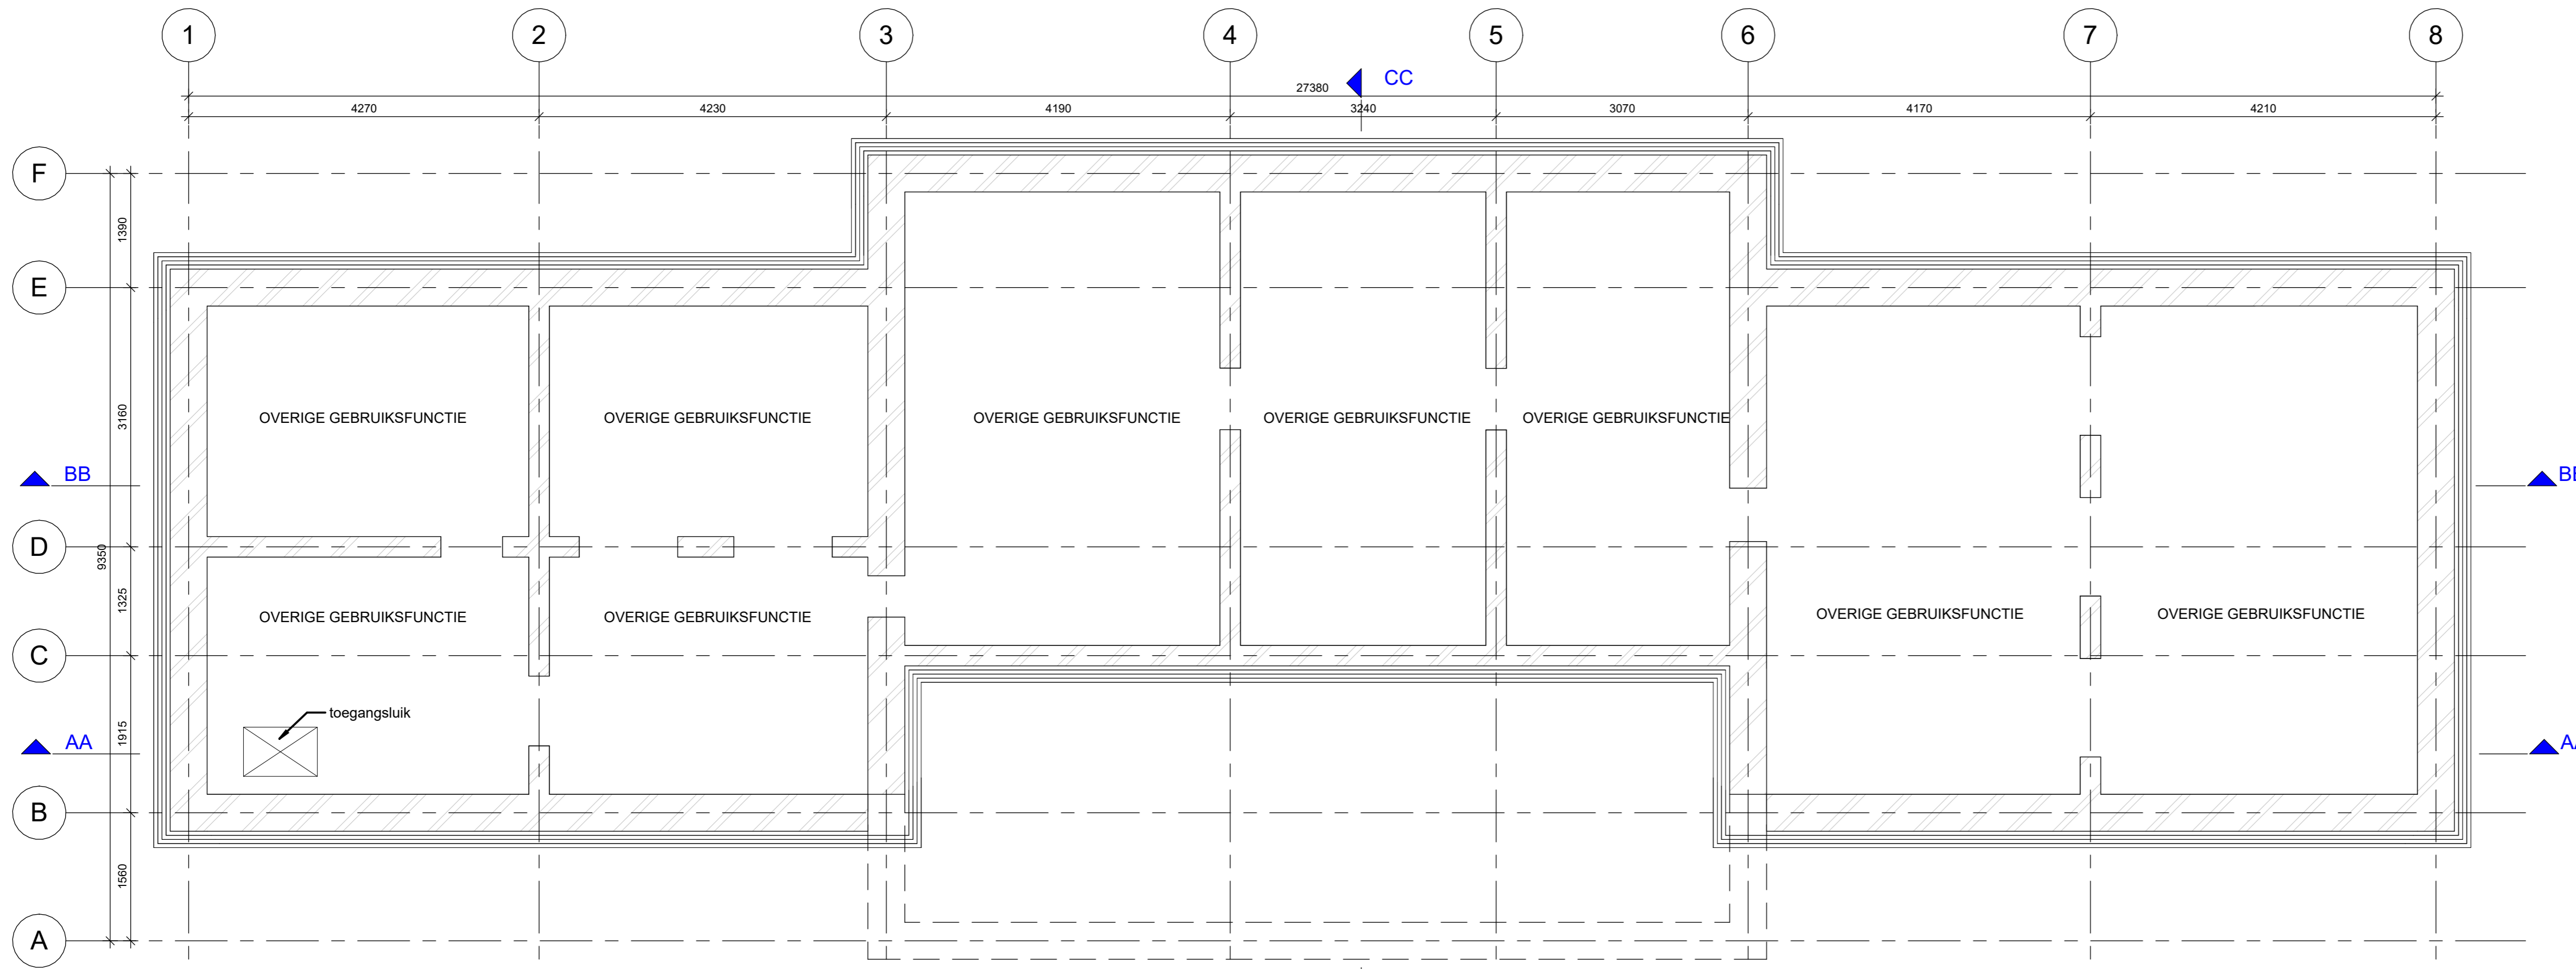 1 2 3 4 5 6 7 8
CC
27380
4270 4230 4190 3240 3070 4170 4210
F
1390
E
3160
OVERIGE GEBRUIKSFUNCTIE OVERIGE GEBRUIKSFUNCTIE OVERIGE GEBRUIKSFUNCTIE OVERIGE GEBRUIKSFUNCTIE OVERIGE GEBRUIKSFUNCTIE
BB BB
D
9350
1325
OVERIGE GEBRUIKSFUNCTIE OVERIGE GEBRUIKSFUNCTIE OVERIGE GEBRUIKSFUNCTIE OVERIGE GEBRUIKSFUNCTIE
C
toegangsluik
1915
AA AA
B
1560
A